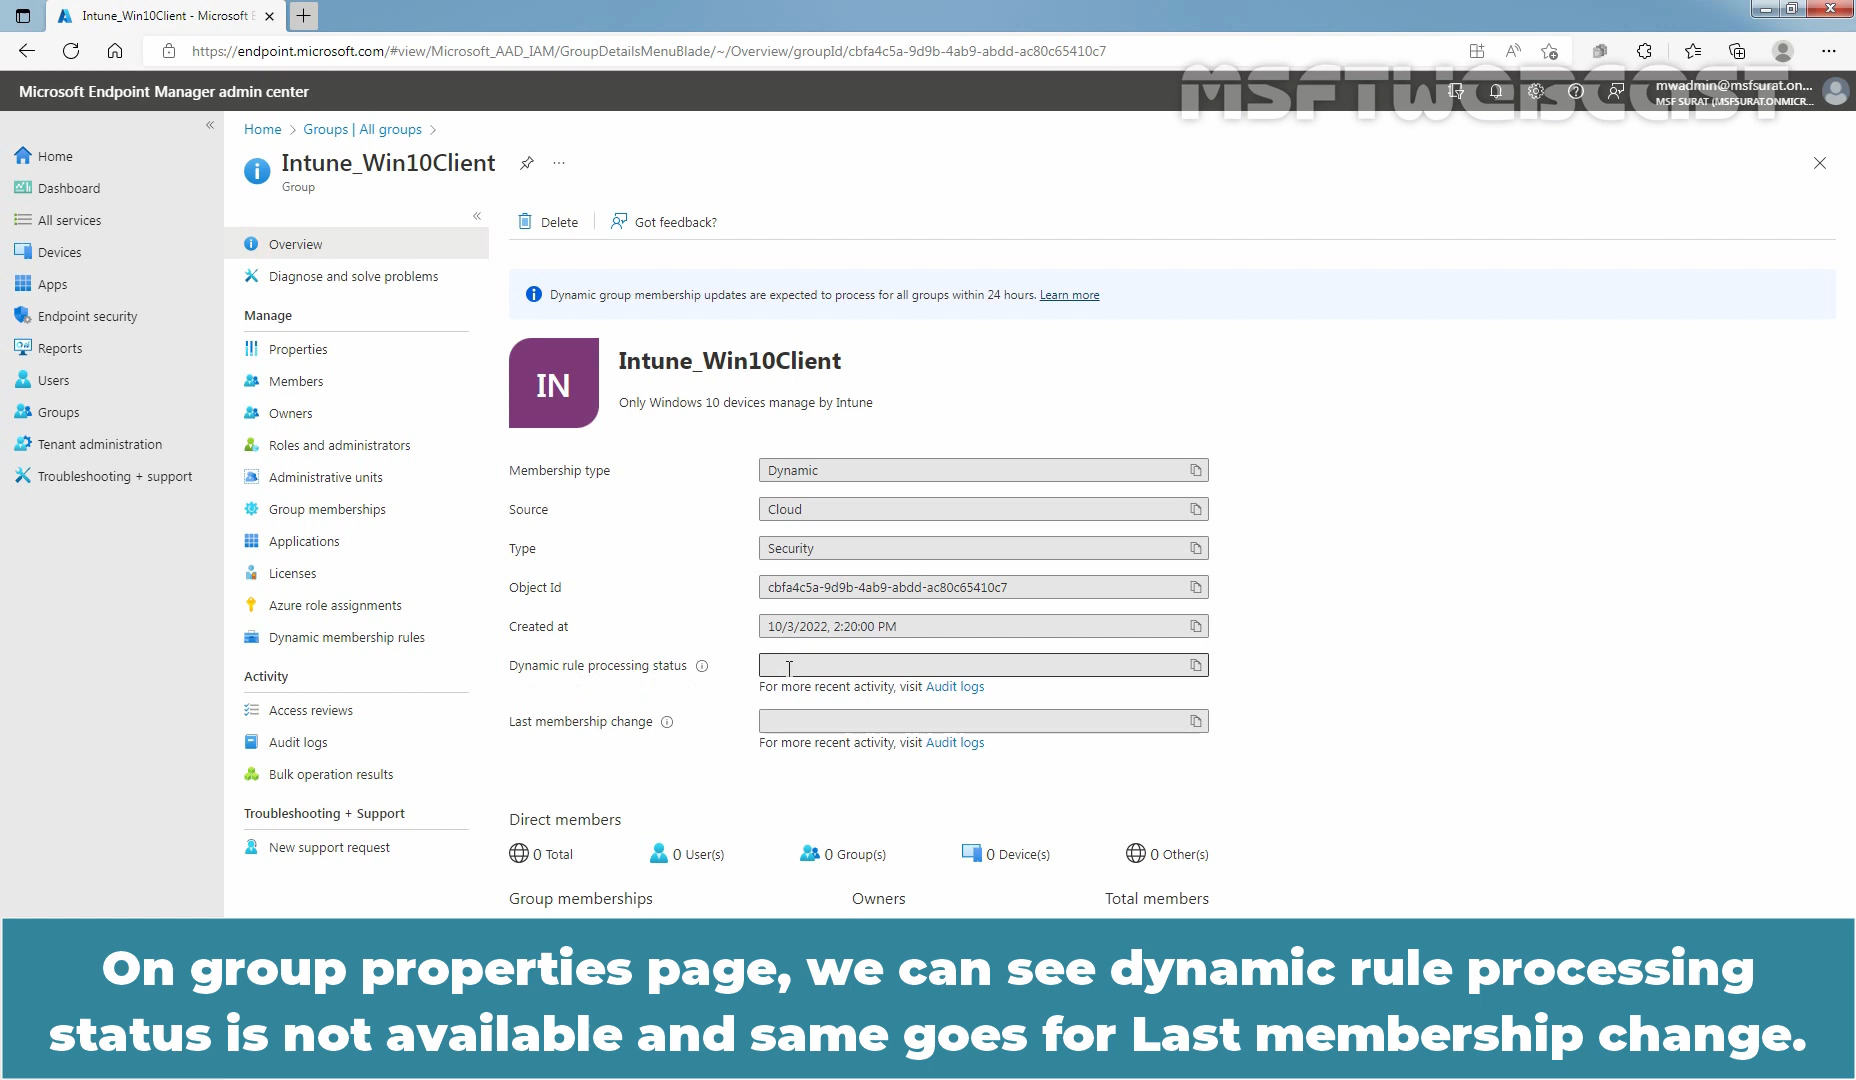 Intune_Win10Client - Microsoft E
https://endpoint.microsoft.com/#view/Microsoft_AAD_IAM/GroupDetailsMenuBlade/~/Overview/groupId/cbfa4c5a-9d9b-4ab9-abdd-ac80c65410c7
Microsoft Endpoint Manager admin center
MSFTWEBCAST
mwadmin@msfsurat.on...
MSF SURAT (MSFSURAT.ONMICR...
Home
Dashboard
All services
Devices
Apps
Endpoint security
Reports
Users
Groups
Tenant administration
Troubleshooting + support
Home > Groups | All groups >
Intune_Win10Client
Group
Overview
Diagnose and solve problems
Manage
Properties
Members
Owners
Roles and administrators
Administrative units
Group memberships
Applications
Licenses
Azure role assignments
Dynamic membership rules
Activity
Access reviews
Audit logs
Bulk operation results
Troubleshooting + Support
New support request
Delete
Got feedback?
Dynamic group membership updates are expected to process for all groups within 24 hours. Learn more
IN
Intune_Win10Client
Only Windows 10 devices manage by Intune
Membership type Dynamic
Source Cloud
Type Security
Object Id cbfa4c5a-9d9b-4ab9-abdd-ac80c65410c7
Created at 10/3/2022, 2:20:00 PM
Dynamic rule processing status
For more recent activity, visit Audit logs
Last membership change
For more recent activity, visit Audit logs
Direct members
0 Total 0 User(s) 0 Group(s) 0 Device(s) 0 Other(s)
Group memberships Owners Total members
On group properties page, we can see dynamic rule processing
status is not available and same goes for Last membership change.